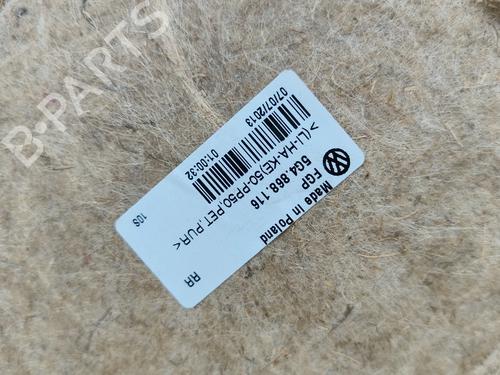 B-PARTS
Made in Poland
FGP
5G4.868.116
>(LI-HA-KE)50-PP50,PET,PUR<
07/07/2013
01:00:32
10S
RR